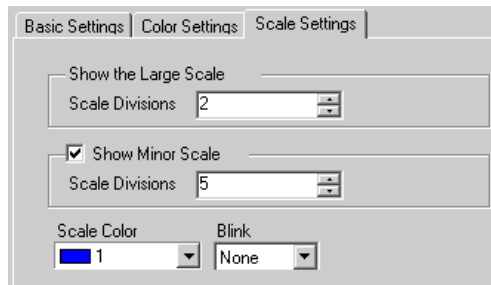 Basic Settings Color Settings Scale Settings
Show the Large Scale
Scale Divisions 2
Show Minor Scale
Scale Divisions 5
Scale Color Blink
1 None